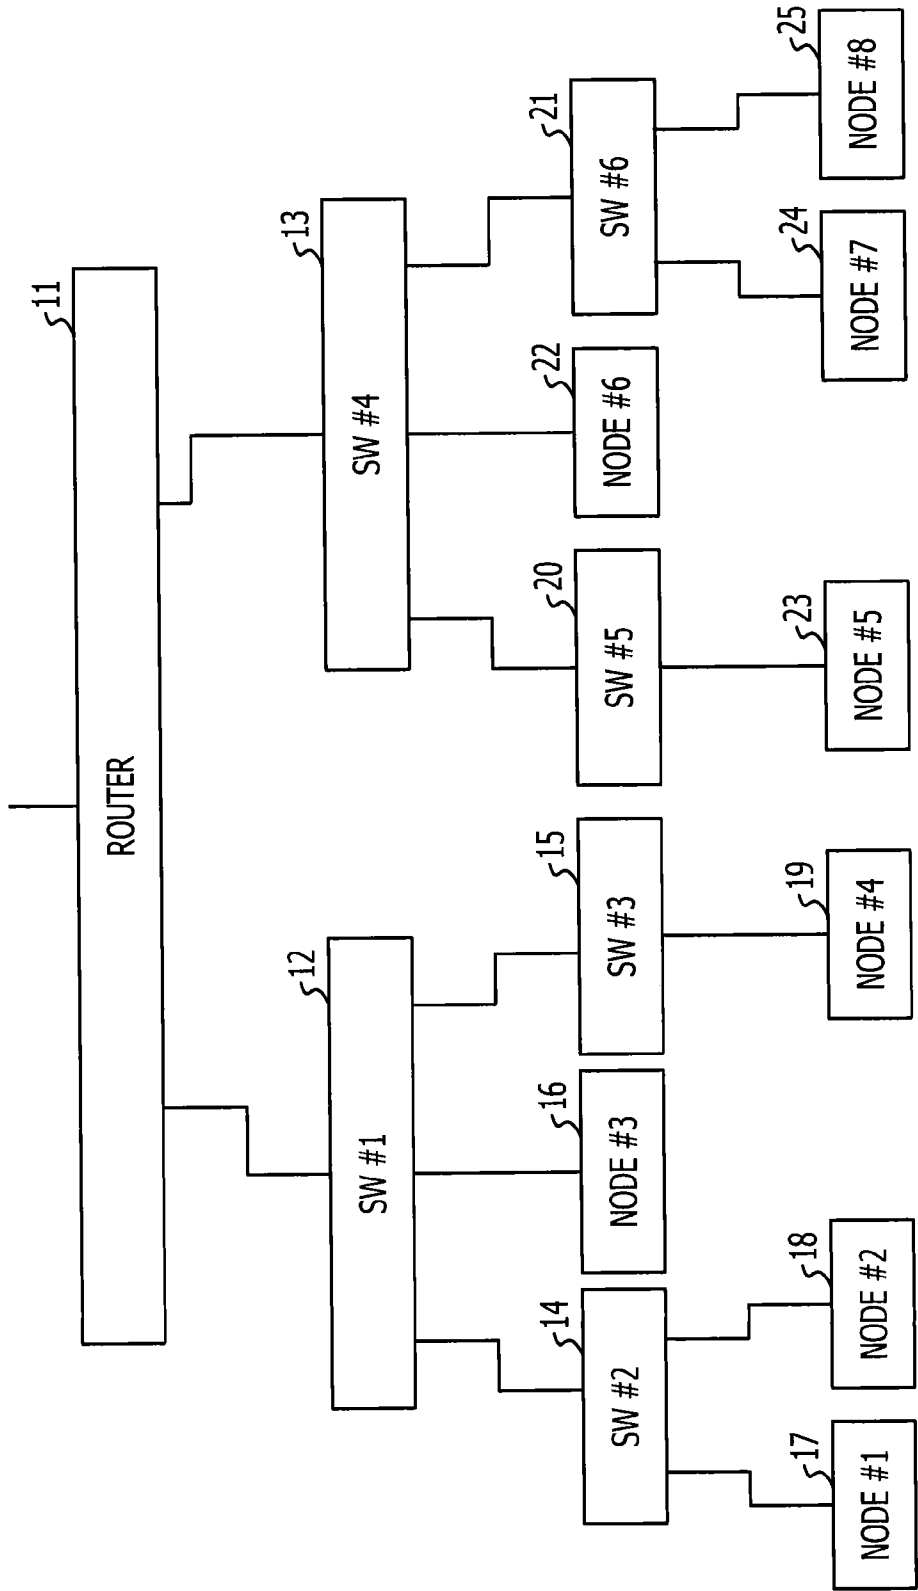 11
ROUTER
12
SW #1
13
SW #4
14
SW #2
16
NODE #3
15
SW #3
20
SW #5
22
NODE #6
21
SW #6
17
NODE #1
18
NODE #2
19
NODE #4
23
NODE #5
24
NODE #7
25
NODE #8